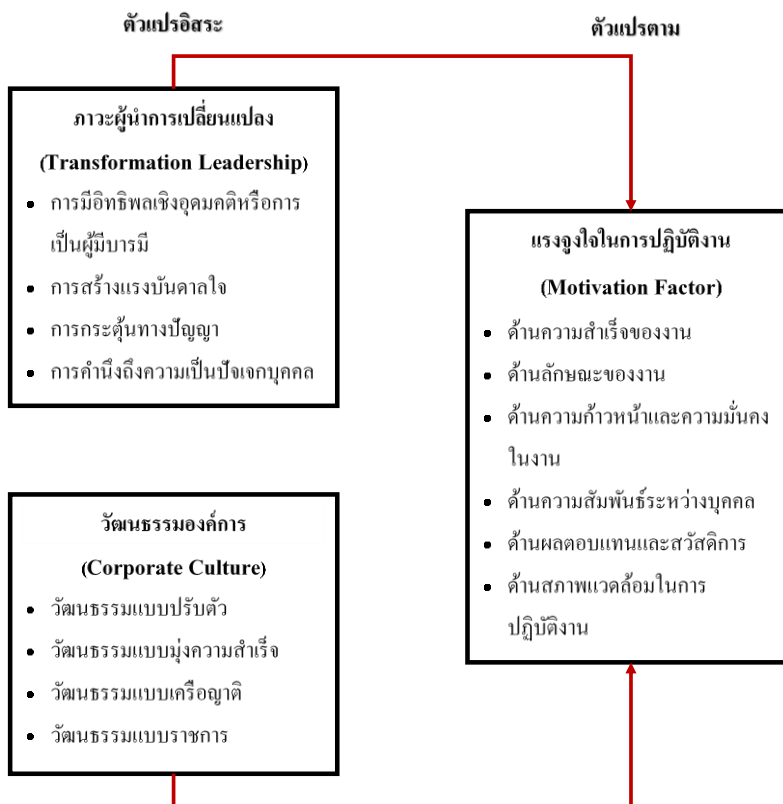 ตัวแปรอิสระ
ตัวแปรตาม
ภาวะผู้นำการเปลี่ยนแปลง
(Transformation Leadership)
• การมีอิทธิพลเชิงอุดมคติหรือการ
เป็นผู้มีบารมี
• การสร้างแรงบันดาลใจ
• การกระตุ้นทางปัญญา
• การคำนึงถึงความเป็นปัจเจกบุคคล
วัฒนธรรมองค์การ
(Corporate Culture)
• วัฒนธรรมแบบปรับตัว
• วัฒนธรรมแบบมุ่งความสำเร็จ
• วัฒนธรรมแบบเครือญาติ
• วัฒนธรรมแบบราชการ
แรงจูงใจในการปฏิบัติงาน
(Motivation Factor)
• ด้านความสำเร็จของงาน
• ด้านลักษณะของงาน
• ด้านความก้าวหน้าและความมั่นคง
ในงาน
• ด้านความสัมพันธ์ระหว่างบุคคล
• ด้านผลตอบแทนและสวัสดิการ
• ด้านสภาพแวดล้อมในการ
ปฏิบัติงาน